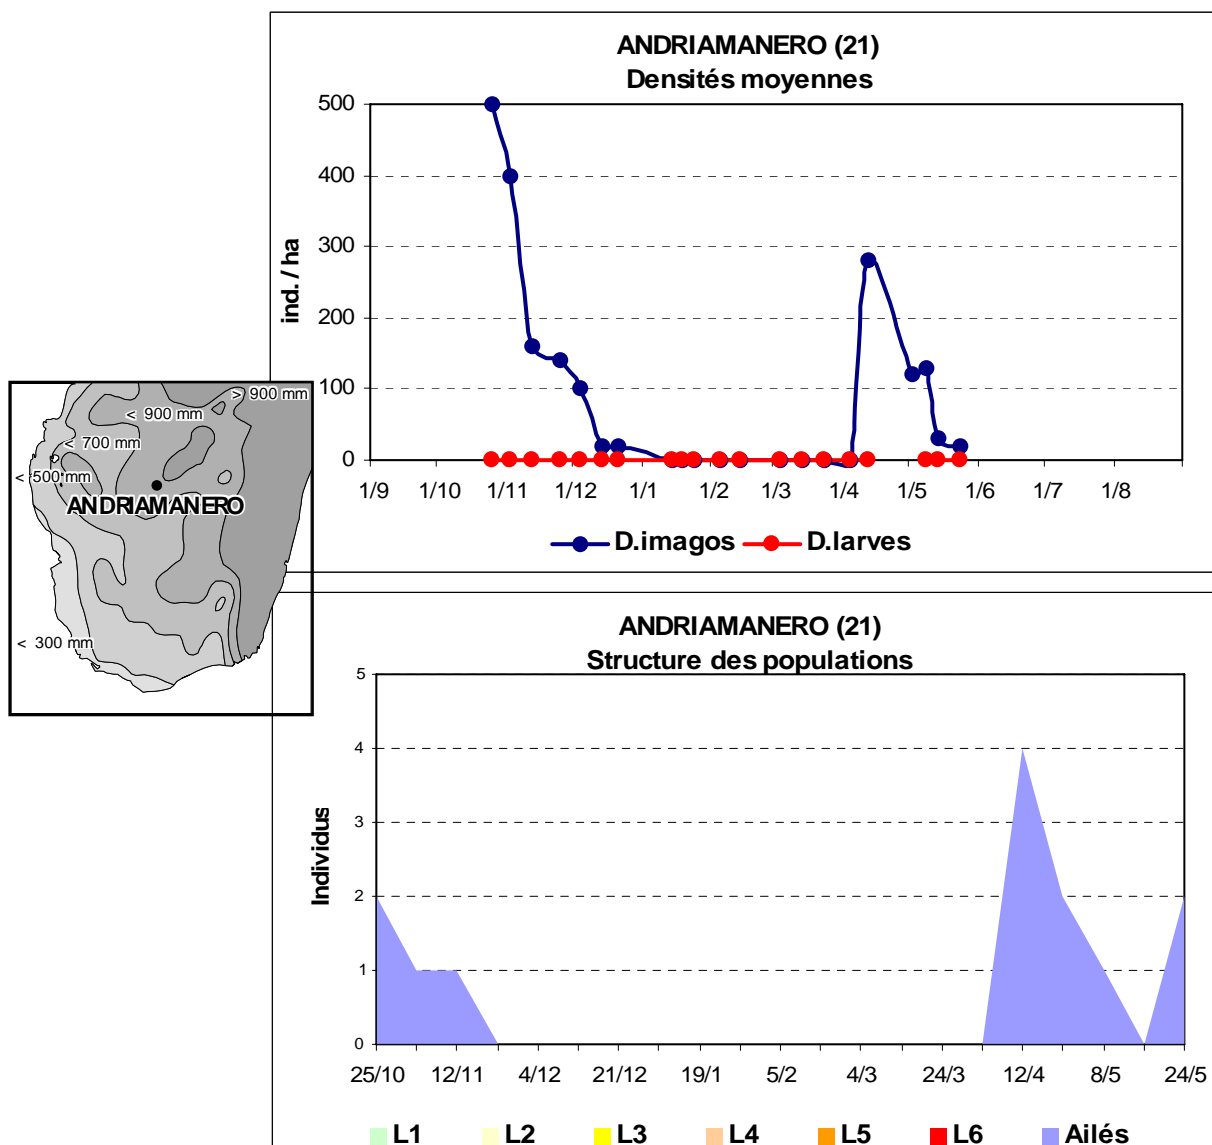 ANDRIAMANERO (21)
Densités moyennes
500
400
300
200
100
0
ind. / ha
1/9 1/10 1/11 1/12 1/1 1/2 1/3 1/4 1/5 1/6 1/7 1/8
D.imagos D.larves
> 900 mm
< 900 mm
< 700 mm
< 500 mm
ANDRIAMANERO
< 300 mm
ANDRIAMANERO (21)
Structure des populations
5
4
3
2
1
0
Individus
25/10 12/11 4/12 21/12 19/1 5/2 4/3 24/3 12/4 8/5 24/5
L1 L2 L3 L4 L5 L6 Ailés